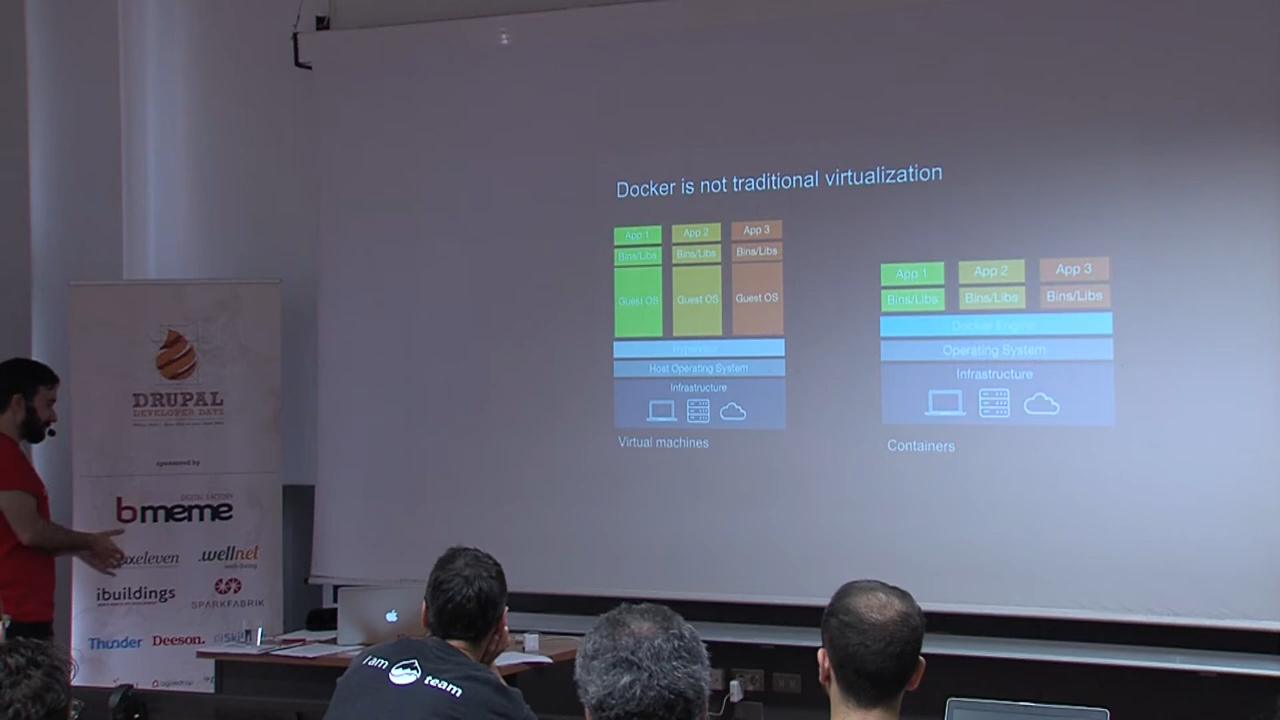 Docker is not traditional virtualization
App 1
App 2
App 3
Bins/Libs
Bins/Libs
Bins/Libs
Guest OS
Guest OS
Guest OS
Host Operating System
Infrastructure
Virtual machines
App 1
App 2
App 3
Bins/Libs
Bins/Libs
Bins/Libs
Docker Engine
Operating System
Infrastructure
Containers
DRUPAL
DEVELOPER DAYS
sponsored by
DIGITAL FACTORY
bmeme
.wellnet
ibuildings
SPARKFABRIK
Thunder
Deeson.
I am
team